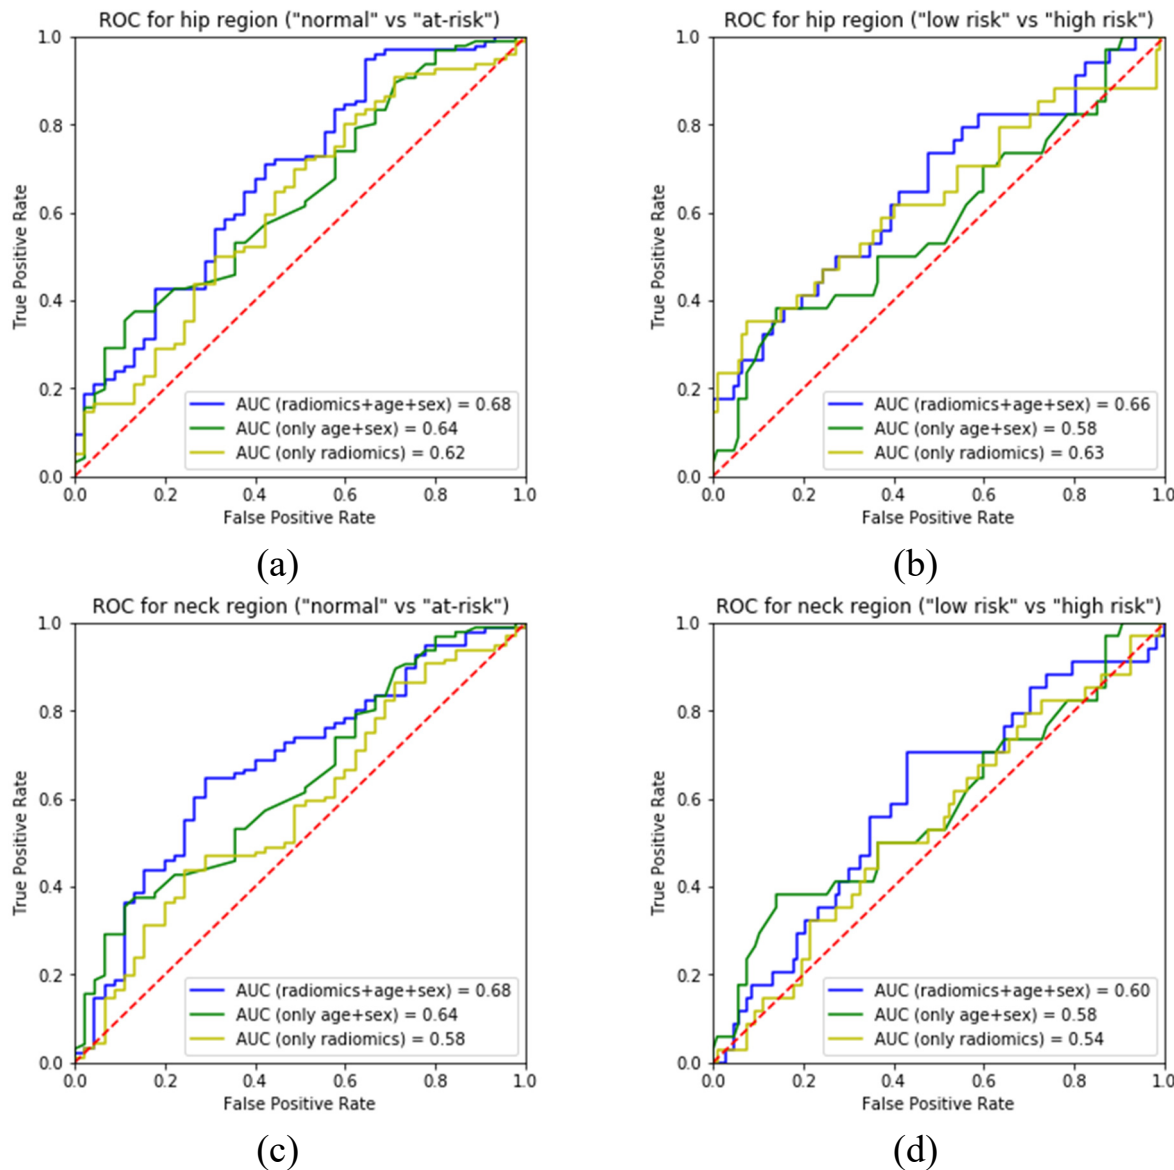 ROC for hip region ("normal" vs "at-risk")
1.0
0.8
0.6
0.4
0.2
0.0
True Positive Rate
AUC (radiomics+age+sex) = 0.68
AUC (only age+sex) = 0.64
AUC (only radiomics) = 0.62
0.0 0.2 0.4 0.6 0.8 1.0
False Positive Rate
(a)
ROC for hip region ("low risk" vs "high risk")
1.0
0.8
0.6
0.4
0.2
0.0
True Positive Rate
AUC (radiomics+age+sex) = 0.66
AUC (only age+sex) = 0.58
AUC (only radiomics) = 0.63
0.0 0.2 0.4 0.6 0.8 1.0
False Positive Rate
(b)
ROC for neck region ("normal" vs "at-risk")
1.0
0.8
0.6
0.4
0.2
0.0
True Positive Rate
AUC (radiomics+age+sex) = 0.68
AUC (only age+sex) = 0.64
AUC (only radiomics) = 0.58
0.0 0.2 0.4 0.6 0.8 1.0
False Positive Rate
(c)
ROC for neck region ("low risk" vs "high risk")
1.0
0.8
0.6
0.4
0.2
0.0
True Positive Rate
AUC (radiomics+age+sex) = 0.60
AUC (only age+sex) = 0.58
AUC (only radiomics) = 0.54
0.0 0.2 0.4 0.6 0.8 1.0
False Positive Rate
(d)